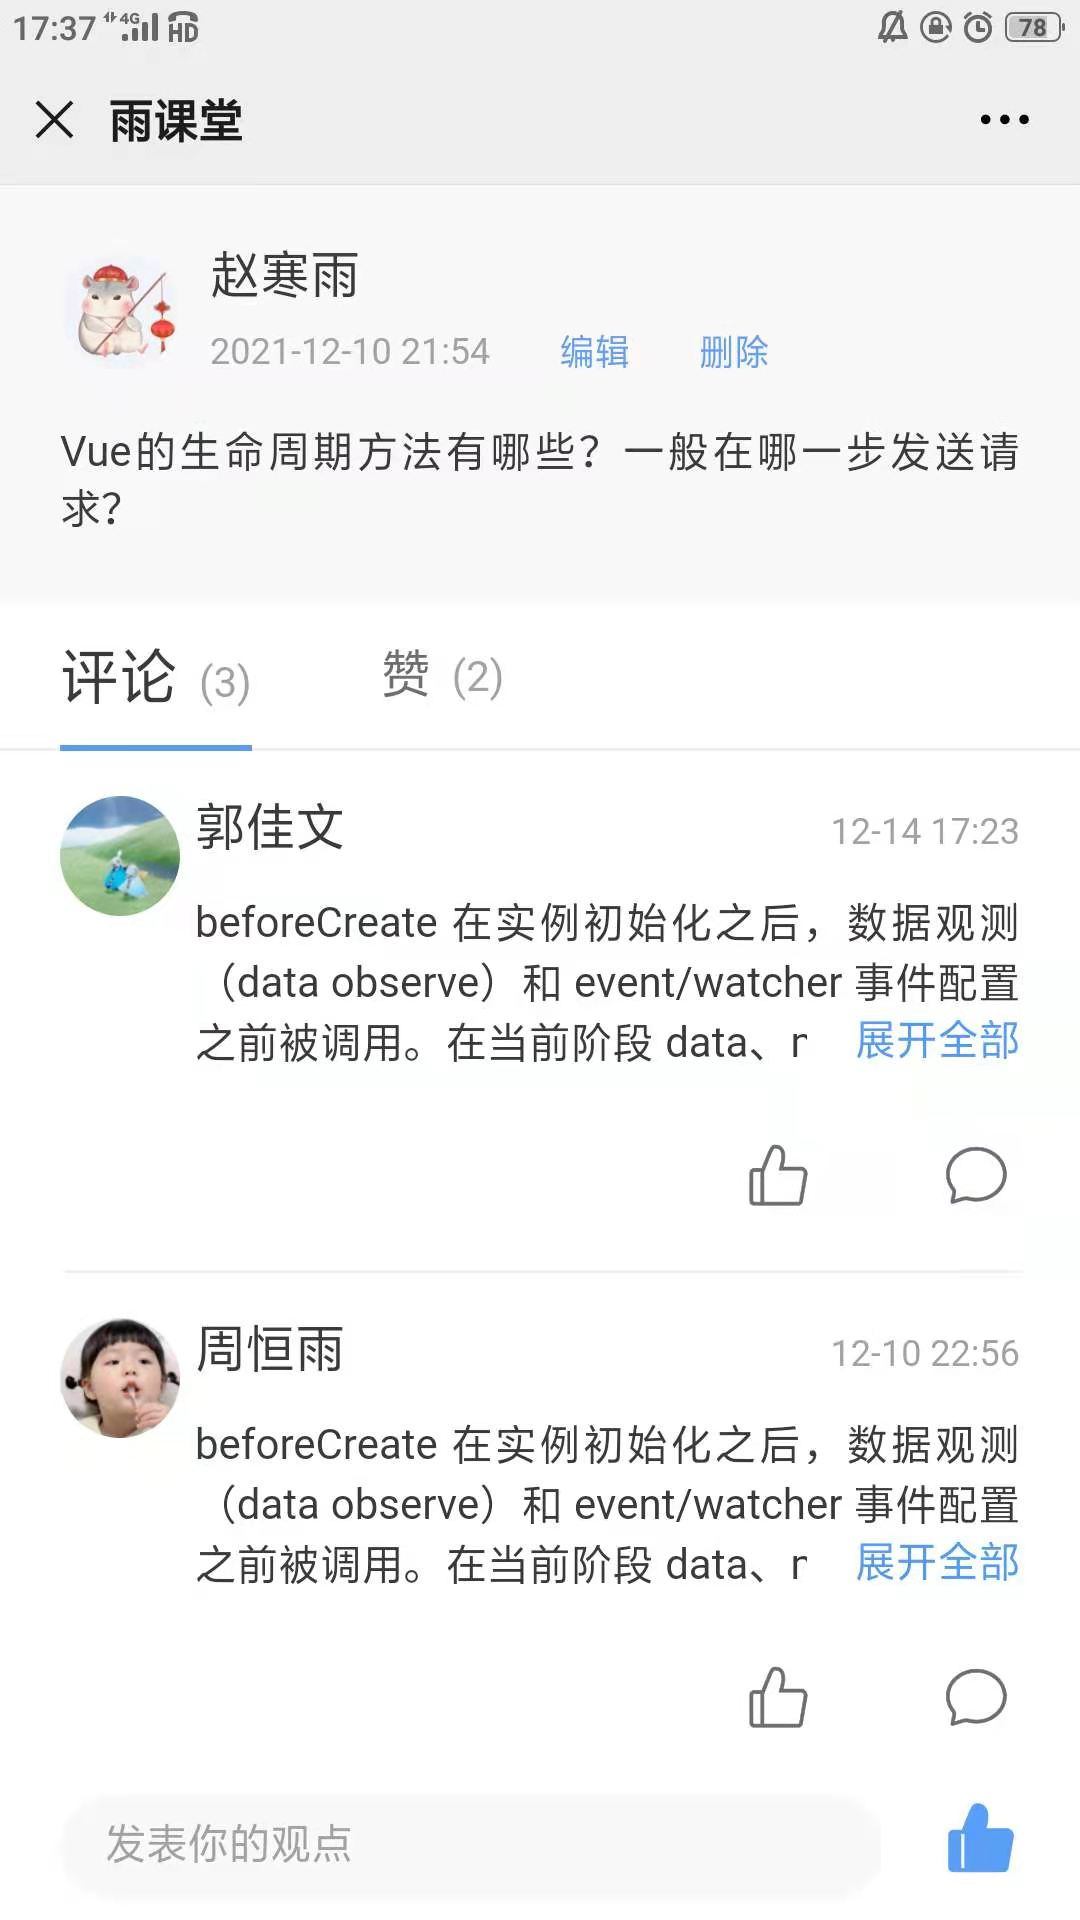 17:37 4G HD 78
雨课堂
赵寒雨
2021-12-10 21:54 编辑 删除
Vue的生命周期方法有哪些？一般在哪一步发送请
求？
评论 (3) 赞 (2)
郭佳文 12-14 17:23
beforeCreate 在实例初始化之后，数据观测
（data observe）和 event/watcher 事件配置
之前被调用。在当前阶段 data、 展开全部
周恒雨 12-10 22:56
beforeCreate 在实例初始化之后，数据观测
（data observe）和 event/watcher 事件配置
之前被调用。在当前阶段 data、 展开全部
发表你的观点